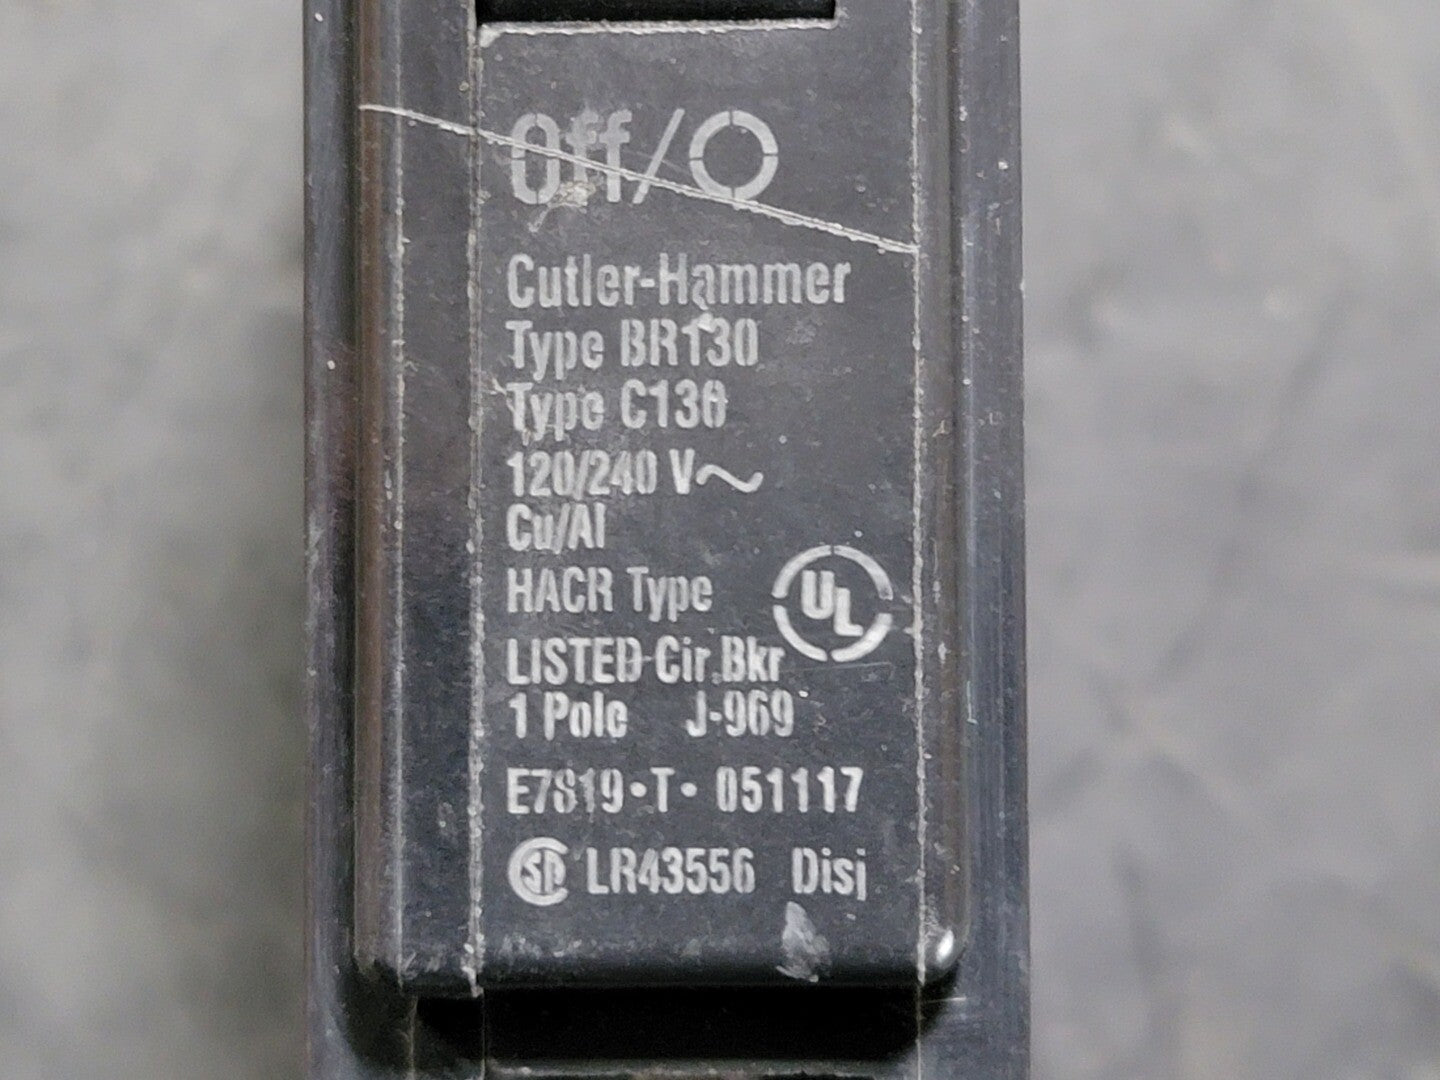 Off/O
Cutler-Hammer
Type BR130
Type C130
120/240 V~
Cu/Al
HACR Type
UL
LISTED Cir. Bkr
1 Pole J-969
E7819•T• 051117
SA LR43556 Disj